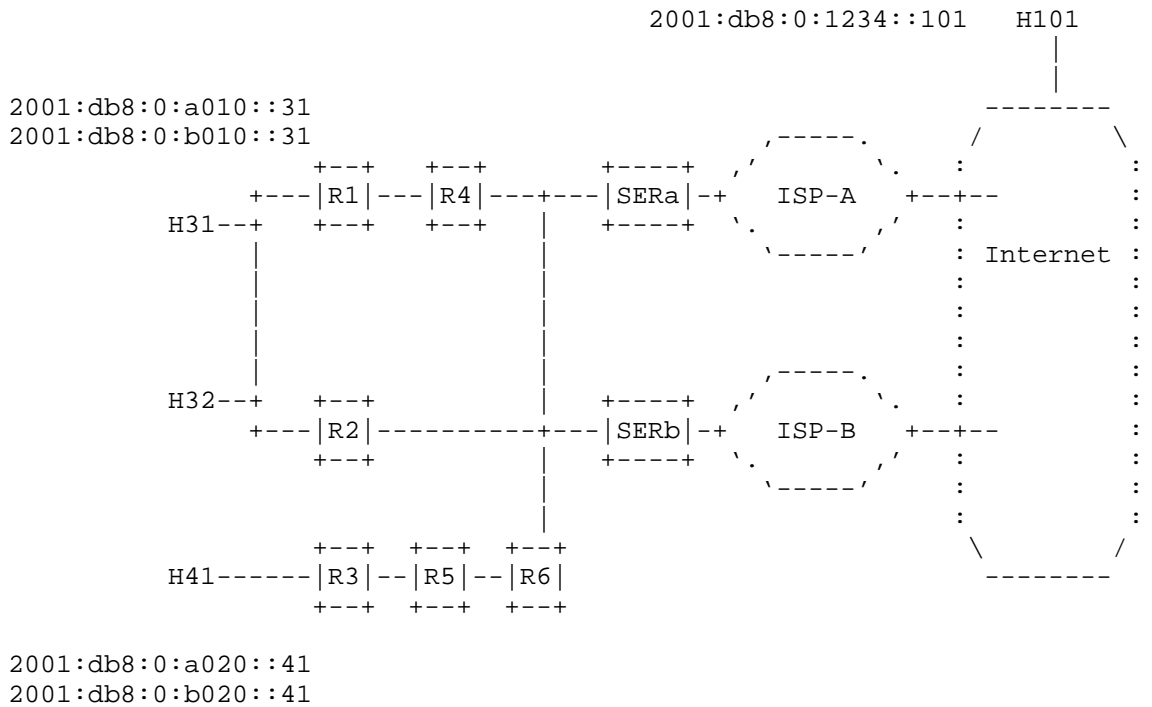 2001:db8:0:1234::101 H101
2001:db8:0:a010::31
2001:db8:0:b010::31
R1 R4 SERa ISP-A
H31
Internet
H32
R2 SERb ISP-B
H41 R3 R5 R6
2001:db8:0:a020::41
2001:db8:0:b020::41